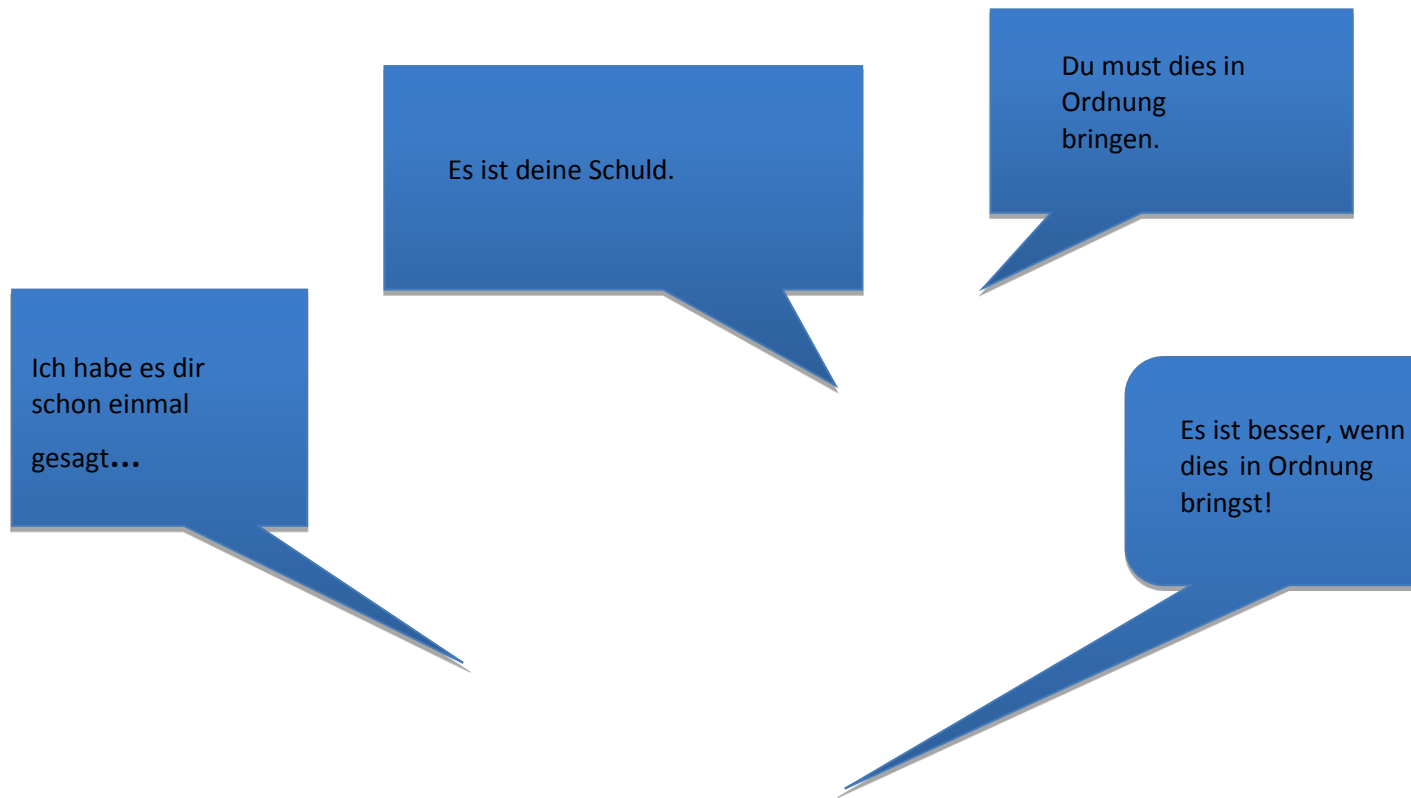 Du must dies in
Ordnung
bringen.
Es ist deine Schuld.
Ich habe es dir
schon einmal
gesagt...
Es ist besser, wenn
dies in Ordnung
bringst!